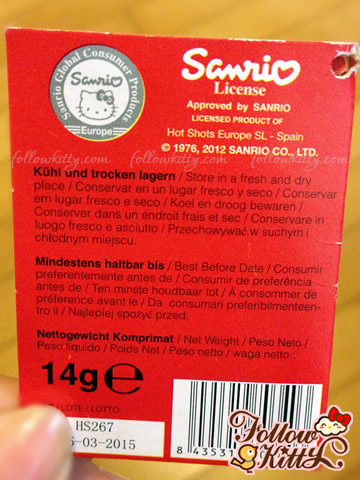 Sanrio Global Consumer Products
Sanrio
Europe
Sanrio
License
Approved by SANRIO
LICENSED PRODUCT OF
Hot Shots Europe SL - Spain
© 1976, 2012 SANRIO CO., LTD.
followkitty.com followkitty.com followkitty.com
Kühl und trocken lagern / Store in a fresh and dry
place / Conservar en un lugar fresco y seco / Conservar
em lugar fresco e seco / Koel en droog bewaren /
Conserver dans un endroit frais et sec / Conservare in
luogo fresco e asciutto / Przechowywać w suchym i
chłodnym miejscu.
Mindestens haltbar bis / Best Before Date / Consumir
preferentemente antes de / Consumir de preferência
antes de / Ten minste houdbaar tot / A consommer de
préférence avant le / Da consumari preferibilmen-
tro il / Najlepiej spożyć przed.
Nettogewicht Komprimat / Net Weight / Peso Neto /
Peso líquido / Poids Net / Peso netto / waga netto
14g℮
/ LOTE / LOTTO
HS267
-03-2015
8 43531
Follow
Kitty